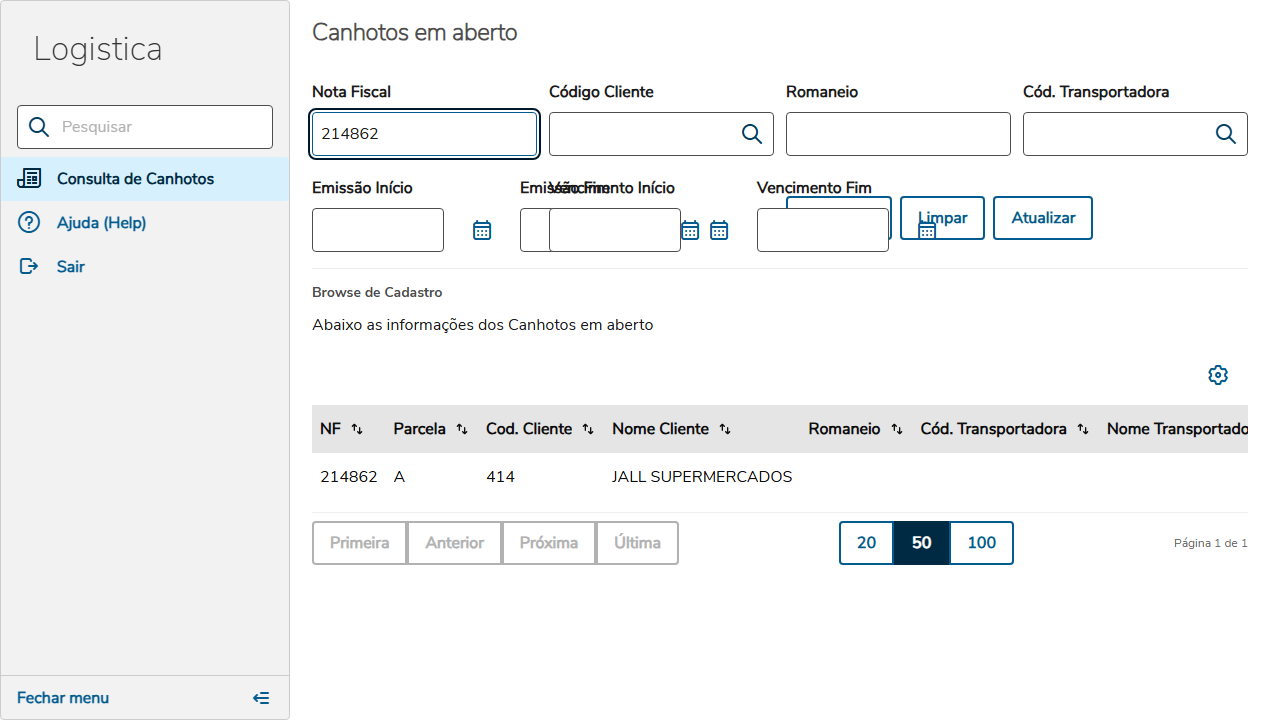 Logistica
Pesquisar
Consulta de Canhotos
Ajuda (Help)
Sair
Fechar menu
Canhotos em aberto
Nota Fiscal Código Cliente Romaneio Cód. Transportadora
214862
Emissão Início Emissão Fim Vencimento Início Vencimento Fim
Limpar Atualizar
Browse de Cadastro
Abaixo as informações dos Canhotos em aberto
NF Parcela Cod. Cliente Nome Cliente Romaneio Cód. Transportadora Nome Transportado
214862 A 414 JALL SUPERMERCADOS
Primeira Anterior Próxima Última 20 50 100 Página 1 de 1